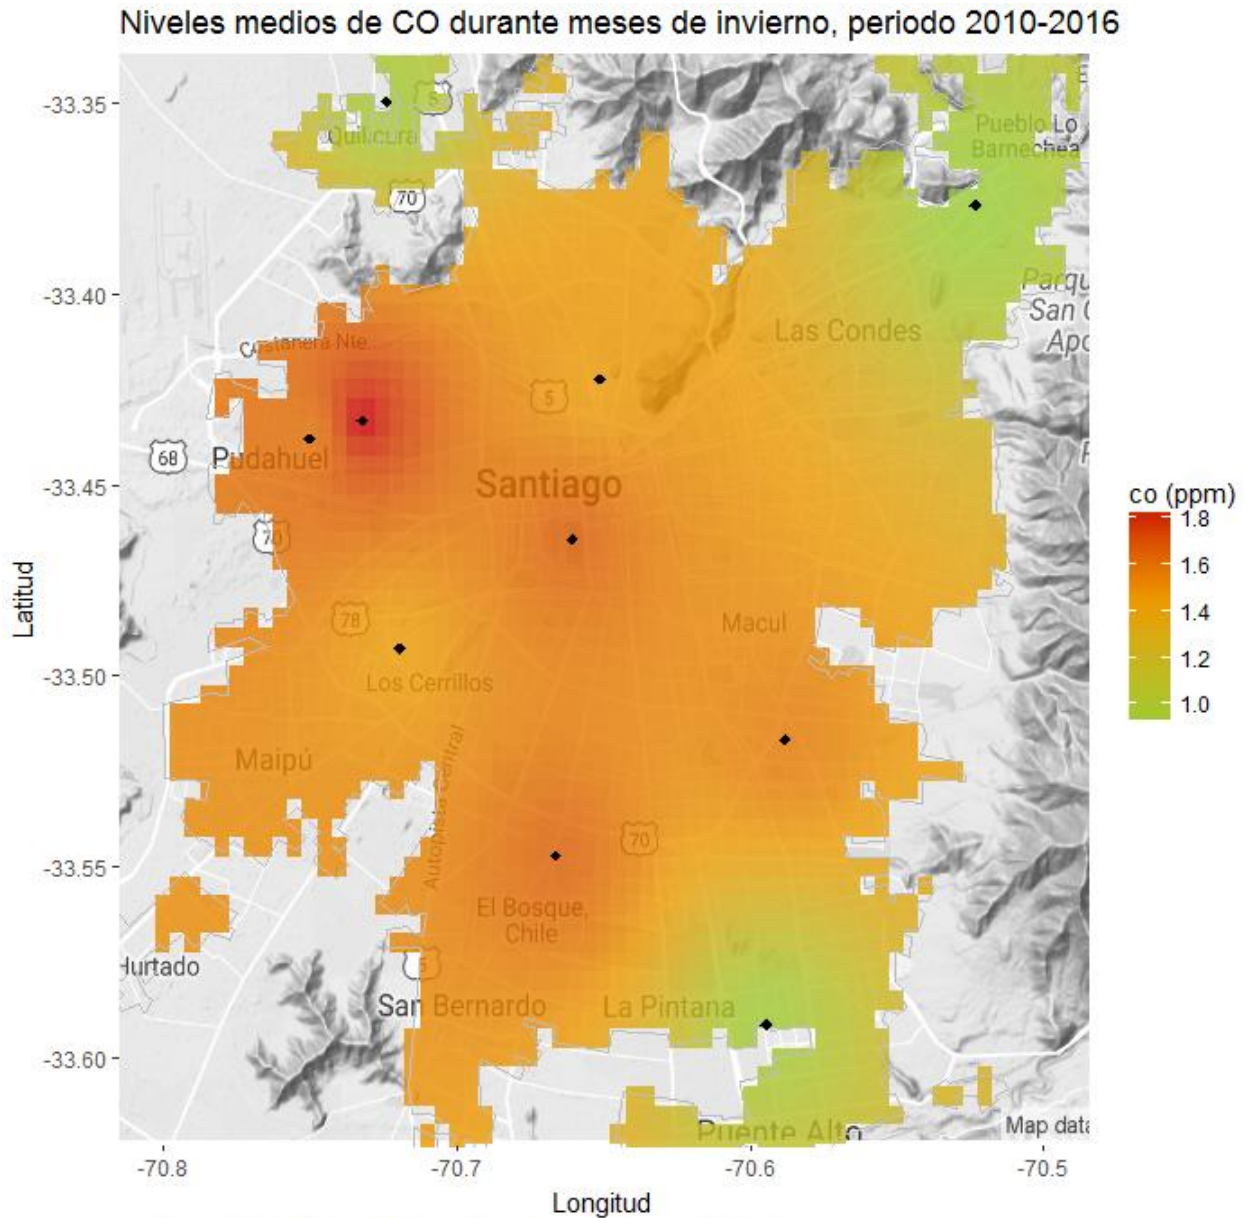 Niveles medios de CO durante meses de invierno, periodo 2010-2016
-33.35
5
Quilicura
Pueblo Lo
Barnechea
70
-33.40
Parqu
San C
Apo
Costanera Nte
Las Condes
5
68
Pudahuel
-33.45
Santiago
70
78
Macul
Los Cerrillos
-33.50
Maipú
Autopista Central
70
-33.55
El Bosque,
Chile
Hurtado
5
San Bernardo
La Pintana
-33.60
Puente Alto
Map data
-70.8
-70.7
-70.6
-70.5
Longitud
Latitud
co (ppm)
1.8
1.6
1.4
1.2
1.0